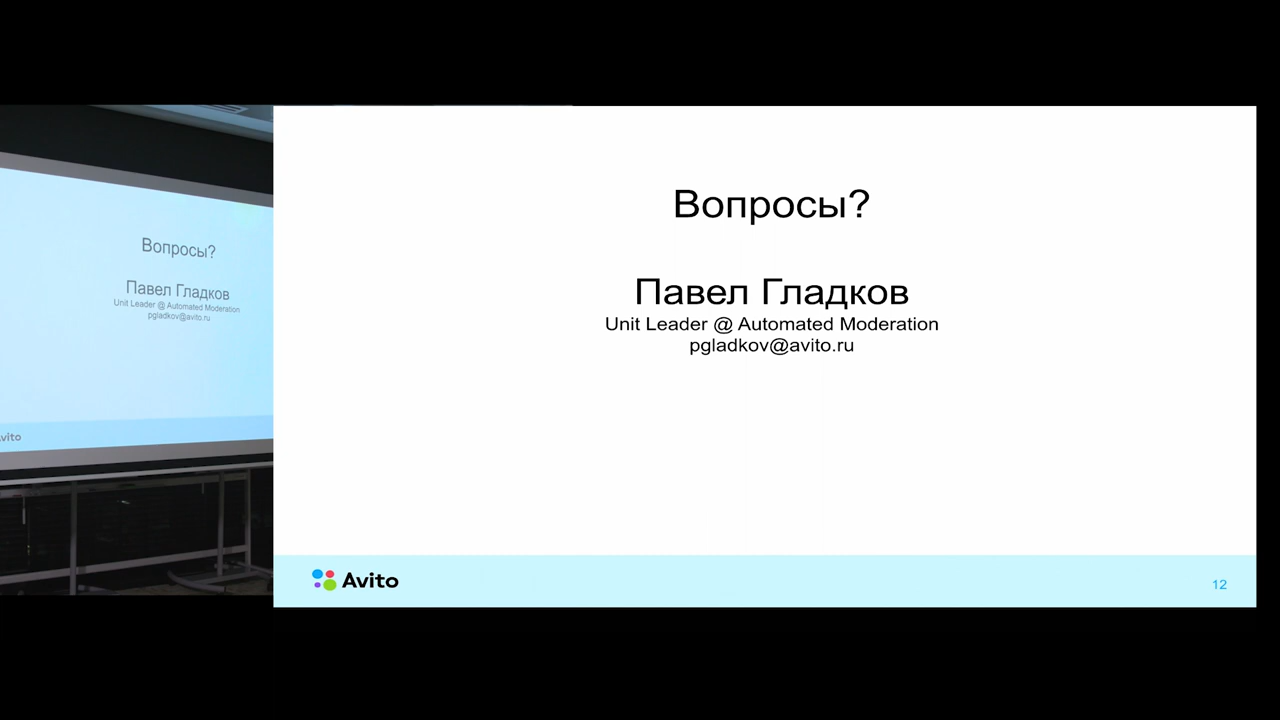 Вопросы?
Павел Гладков
Unit Leader @ Automated Moderation
pgladkov@avito.ru
Avito
12
Вопросы?
Павел Гладков
Unit Leader @ Automated Moderation
pgladkov@avito.ru
vito